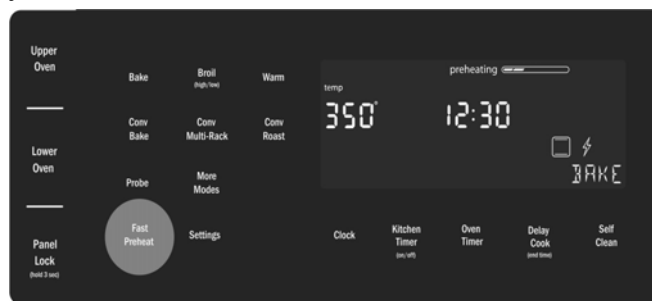 Upper
Oven
Lower
Oven
Panel
Lock
(hold 3 sec)
Bake
Broil
(high/low)
Warm
Conv
Bake
Conv
Multi-Rack
Conv
Roast
Probe
More
Modes
Fast
Preheat
Settings
preheating
temp
350°
12:30
BAKE
Clock
Kitchen
Timer
(on/off)
Oven
Timer
Delay
Cook
(end time)
Self
Clean